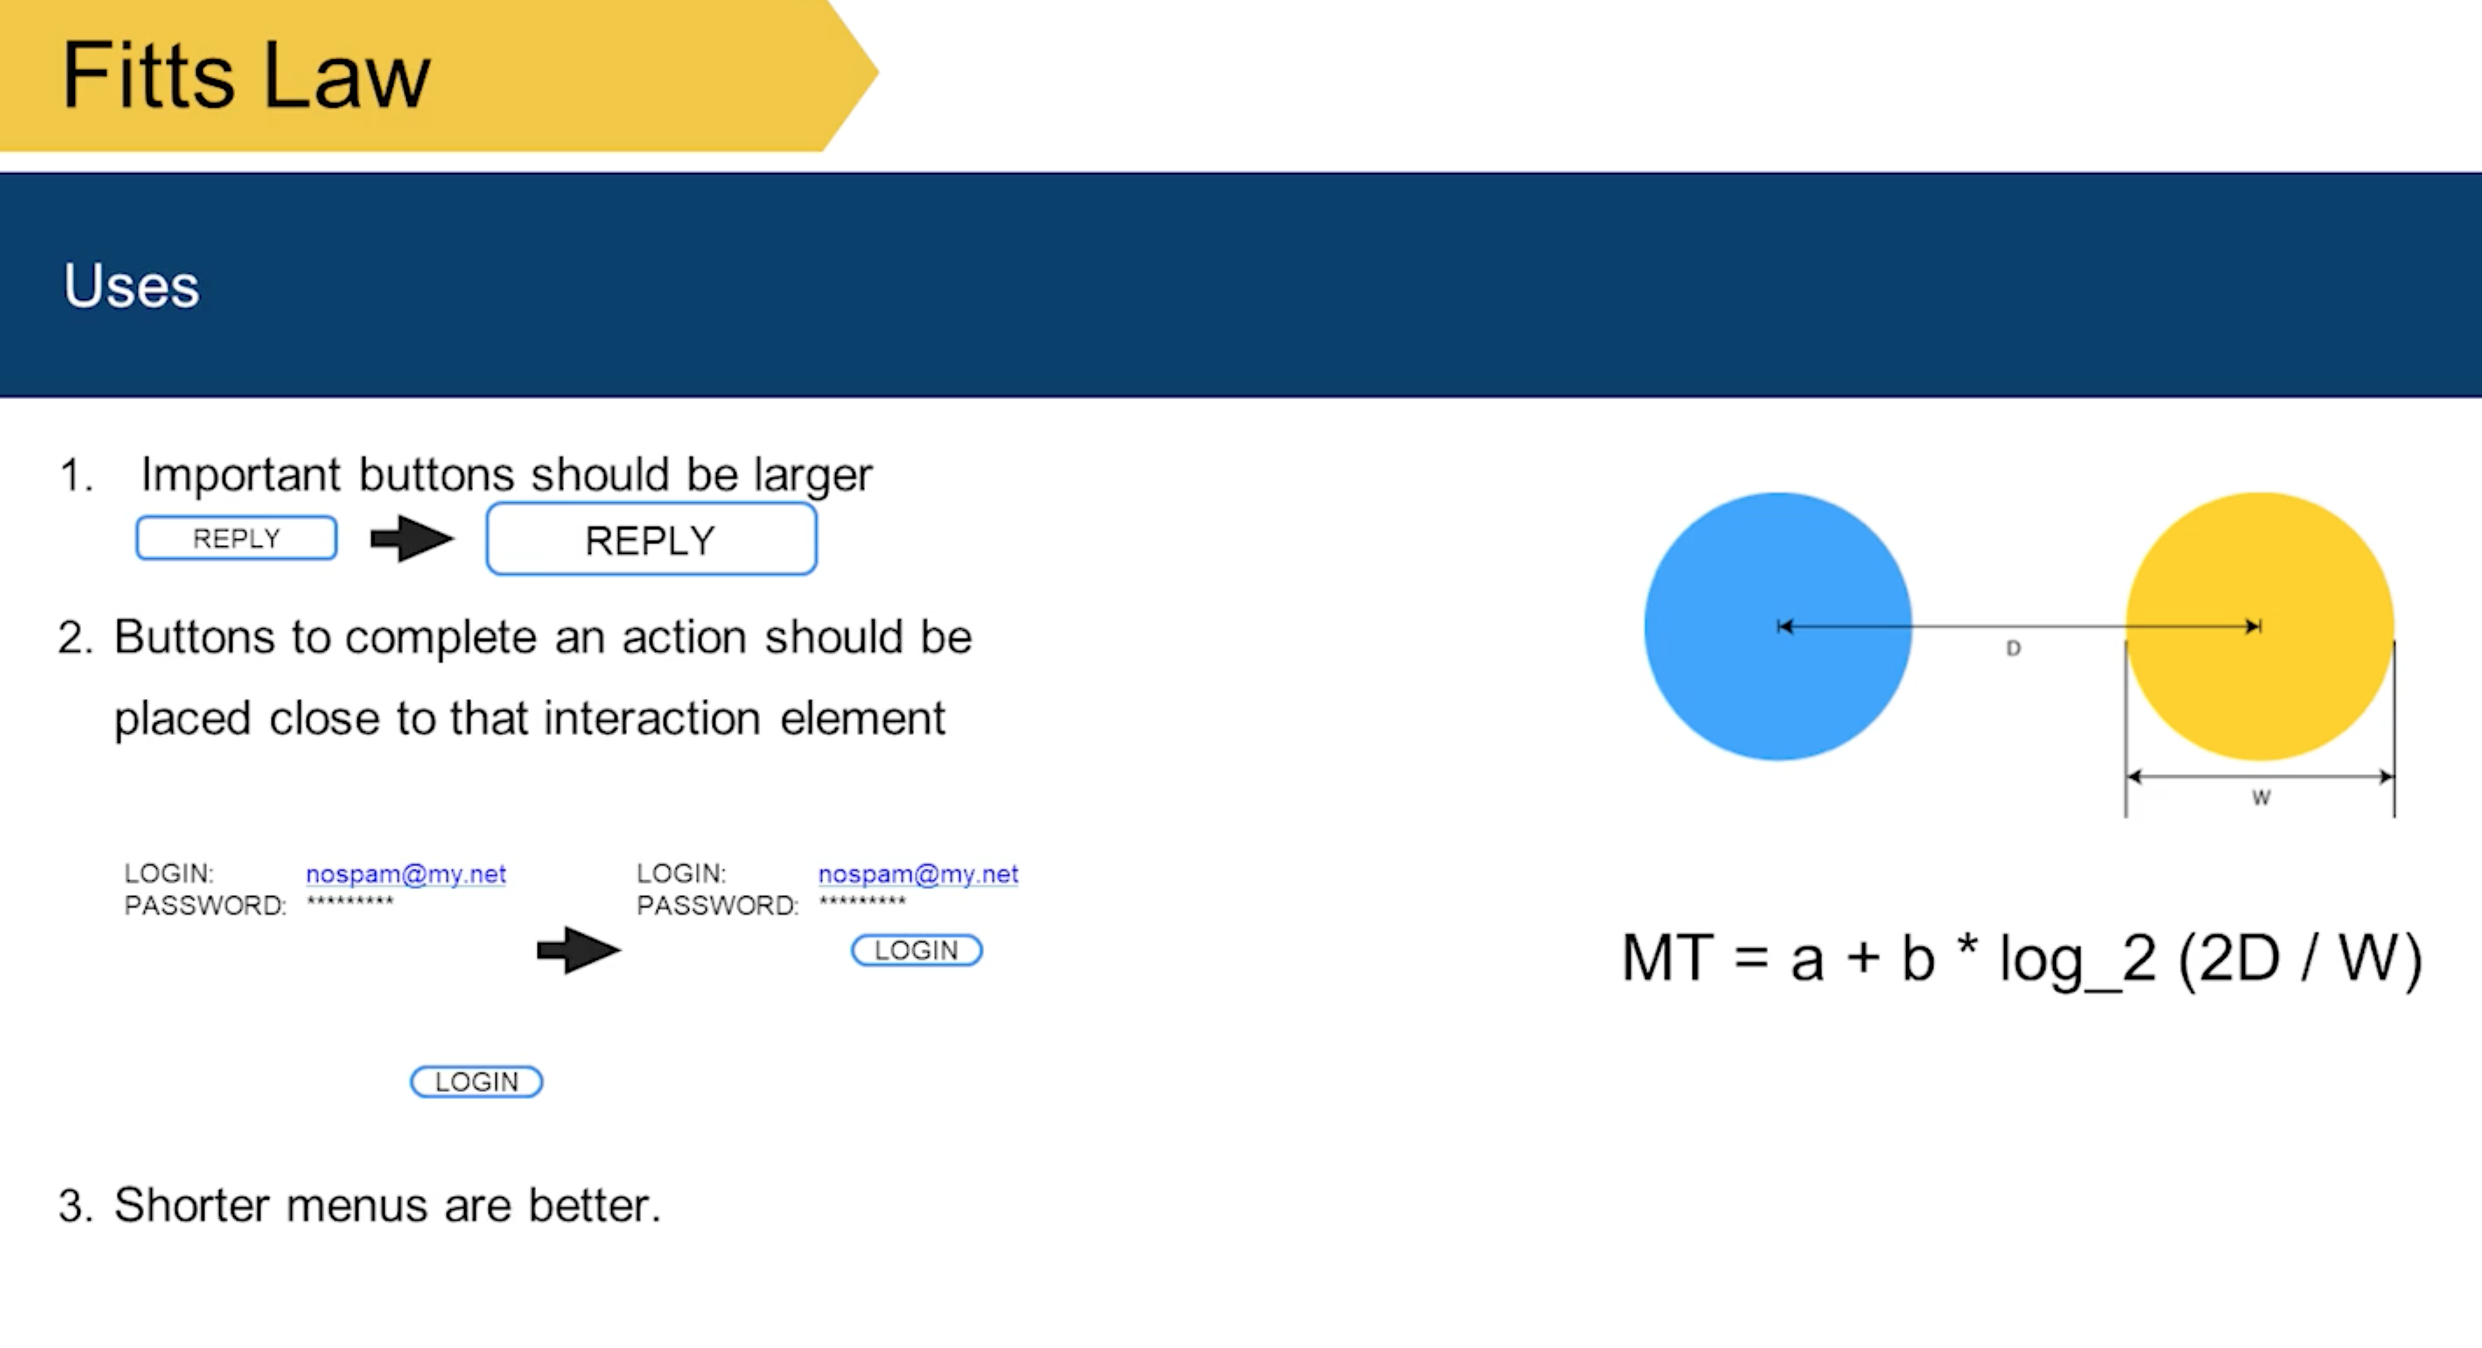 Fitts Law
Uses
1. Important buttons should be larger
REPLY REPLY
2. Buttons to complete an action should be
placed close to that interaction element
LOGIN: nospam@my.net LOGIN: nospam@my.net
PASSWORD: ********* PASSWORD: *********
LOGIN
LOGIN
3. Shorter menus are better.
D
W
MT = a + b * log_2 (2D / W)